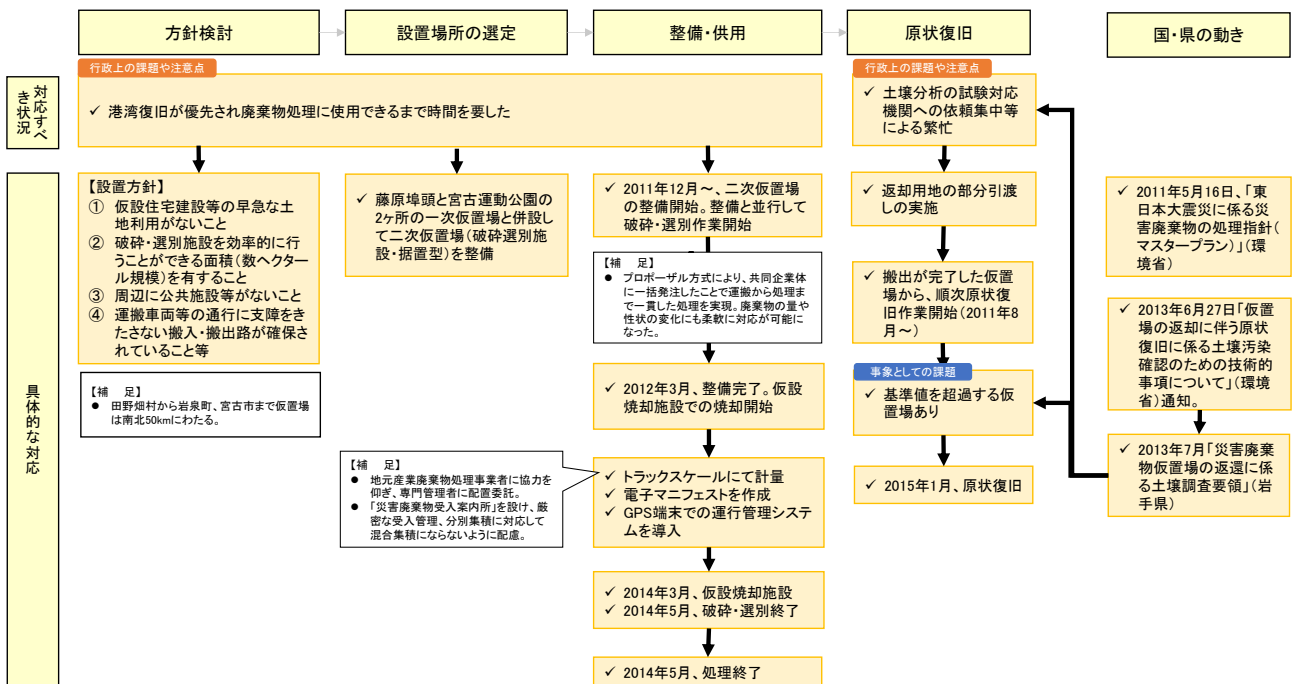 方針検討
設置場所の選定
整備・供用
原状復旧
国・県の動き
対応すべ
き状況
行政上の課題や注意点
✓ 港湾復旧が優先され廃棄物処理に使用できるまで時間を要した
行政上の課題や注意点
✓ 土壌分析の試験対応
機関への依頼集中等
による繁忙
具体的な対応
【設置方針】
① 仮設住宅建設等の早急な土
地利用がないこと
② 破砕・選別施設を効率的に行
うことができる面積（数ヘクター
ル規模）を有すること
③ 周辺に公共施設等がないこと
④ 運搬車両等の通行に支障をき
たさない搬入・搬出路が確保さ
れていること等
【補　足】
● 田野畑村から岩泉町、宮古市まで仮置場
は南北50kmにわたる。
✓ 藤原埠頭と宮古運動公園の
2ヶ所の一次仮置場と併設し
て二次仮置場（破砕選別施
設・据置型）を整備
✓ 2011年12月～、二次仮置場
の整備開始。整備と並行して
破砕・選別作業開始
【補　足】
● プロポーザル方式により、共同企業体
に一括発注したことで運搬から処理まで
一貫した処理を実現。廃棄物の量や
性状の変化にも柔軟に対応が可能に
なった。
✓ 2012年3月、整備完了。仮設
焼却施設での焼却開始
【補　足】
● 地元産業廃棄物処理事業者に協力を
仰ぎ、専門管理者に配置委託。
● 「災害廃棄物受入案内所」を設け、厳
密な受入管理、分別集積に対応して
混合集積にならないように配慮。
✓ トラックスケールにて計量
✓ 電子マニフェストを作成
✓ GPS端末での運行管理システ
ムを導入
✓ 2014年3月、仮設焼却施設
✓ 2014年5月、破砕・選別終了
✓ 2014年5月、処理終了
✓ 返却用地の部分引渡
しの実施
✓ 搬出が完了した仮置
場から、順次原状復
旧作業開始（2011年8
月～）
事象としての課題
✓ 基準値を超過する仮
置場あり
✓ 2015年1月、原状復旧
✓ 2011年5月16日、「東
日本大震災に係る災
害廃棄物の処理指針（
マスタープラン）」（環
境省）
✓ 2013年6月27日「仮置
場の返却に伴う原状
復旧に係る土壌汚染
確認のための技術的
事項について」（環境
省）通知。
✓ 2013年7月「災害廃棄
物仮置場の返還に係
る土壌調査要領」（岩
手県）